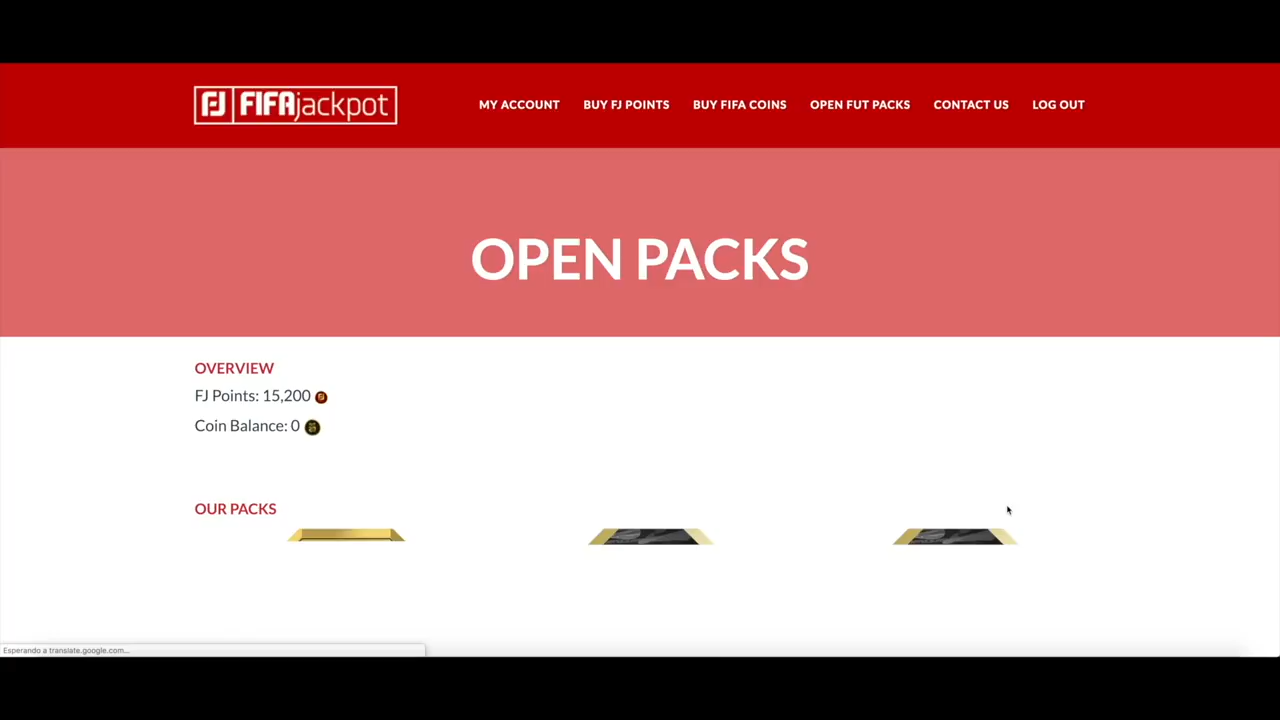 FJ FIFAjackpot
MY ACCOUNT BUY FJ POINTS BUY FIFA COINS OPEN FUT PACKS CONTACT US LOG OUT
OPEN PACKS
OVERVIEW
FJ Points: 15,200
Coin Balance: 0
OUR PACKS
Esperando a translate.google.com...